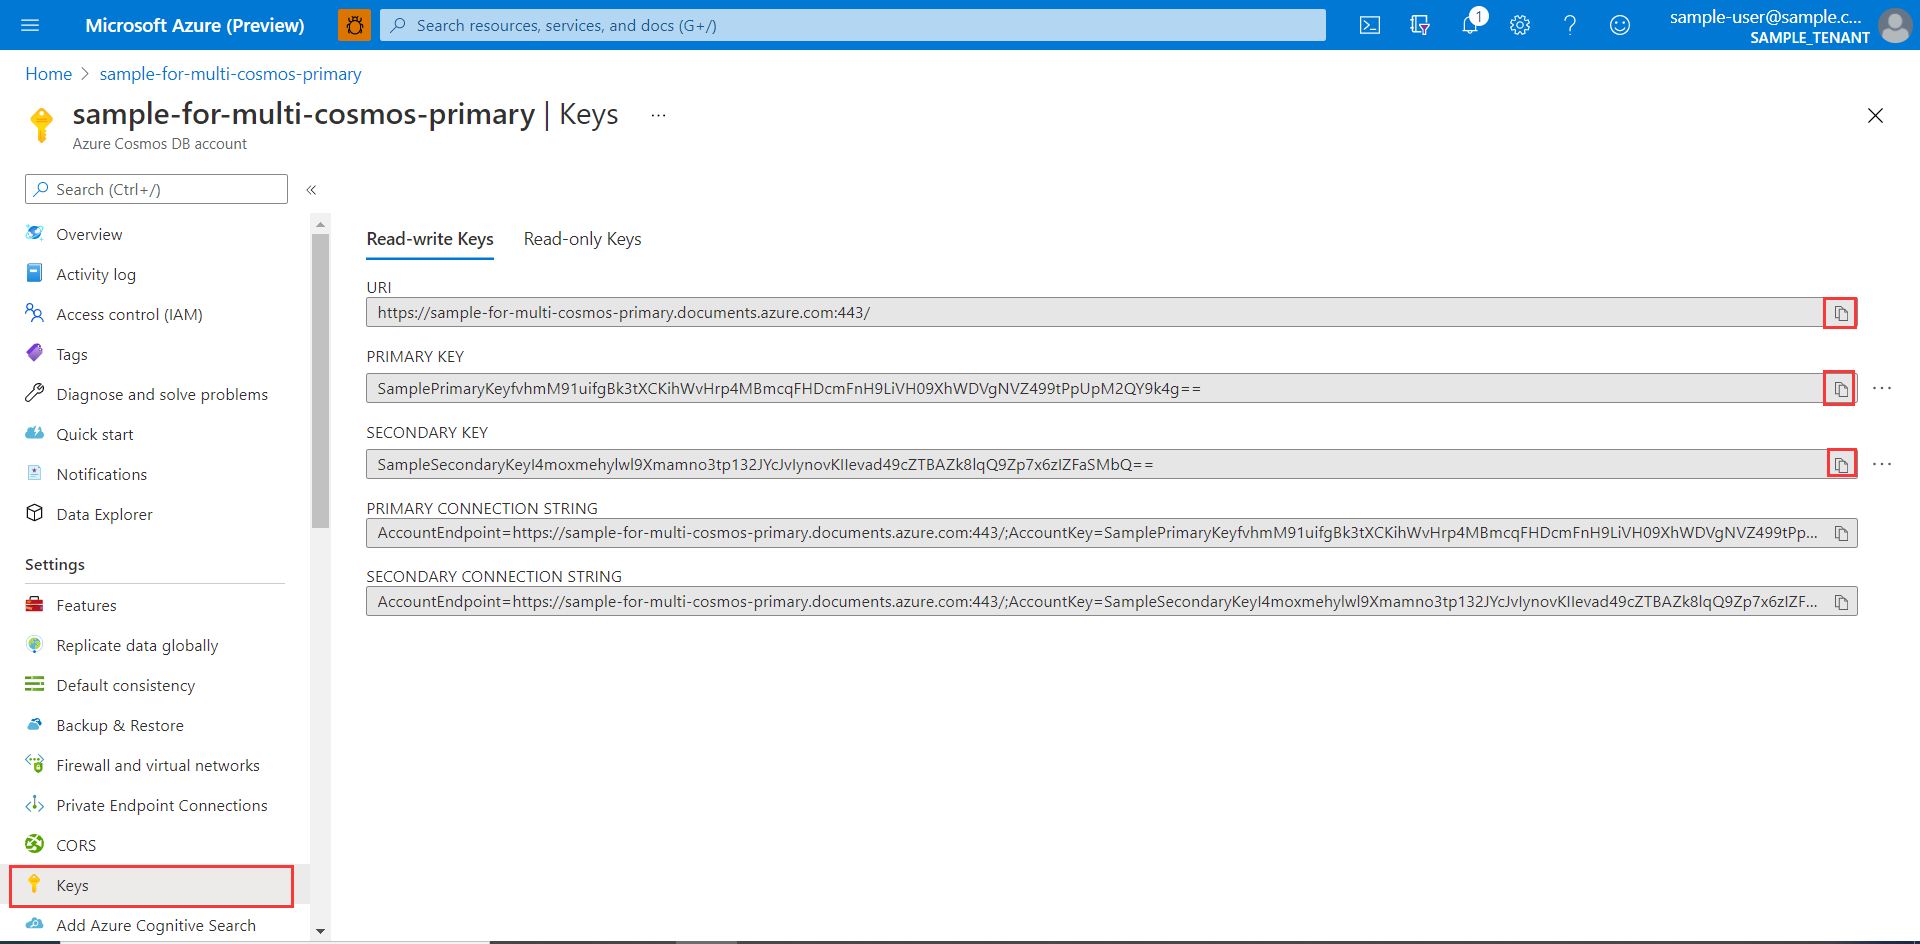 Microsoft Azure (Preview)
Search resources, services, and docs (G+/)
1
sample-user@sample.c...
SAMPLE_TENANT
Home > sample-for-multi-cosmos-primary
sample-for-multi-cosmos-primary | Keys ...
Azure Cosmos DB account
Search (Ctrl+/)
«
Overview
Activity log
Access control (IAM)
Tags
Diagnose and solve problems
Quick start
Notifications
Data Explorer
Settings
Features
Replicate data globally
Default consistency
Backup & Restore
Firewall and virtual networks
Private Endpoint Connections
CORS
Keys
Add Azure Cognitive Search
Read-write Keys
Read-only Keys
URI
https://sample-for-multi-cosmos-primary.documents.azure.com:443/
PRIMARY KEY
SamplePrimaryKeyfvhmM91uifgBk3tXCKihWvHrp4MBmcqFHDcmFnH9LiVH09XhWDVgNVZ499tPpUpM2QY9k4g==
SECONDARY KEY
SampleSecondaryKeyI4moxmehylwl9Xmamno3tp132JYcJvIynovKIIevad49cZTBAZk8lqQ9Zp7x6zIZFaSMbQ==
PRIMARY CONNECTION STRING
AccountEndpoint=https://sample-for-multi-cosmos-primary.documents.azure.com:443/;AccountKey=SamplePrimaryKeyfvhmM91uifgBk3tXCKihWvHrp4MBmcqFHDcmFnH9LiVH09XhWDVgNVZ499tPp...
SECONDARY CONNECTION STRING
AccountEndpoint=https://sample-for-multi-cosmos-primary.documents.azure.com:443/;AccountKey=SampleSecondaryKeyI4moxmehylwl9Xmamno3tp132JYcJvIynovKIIevad49cZTBAZk8lqQ9Zp7x6zIZF...